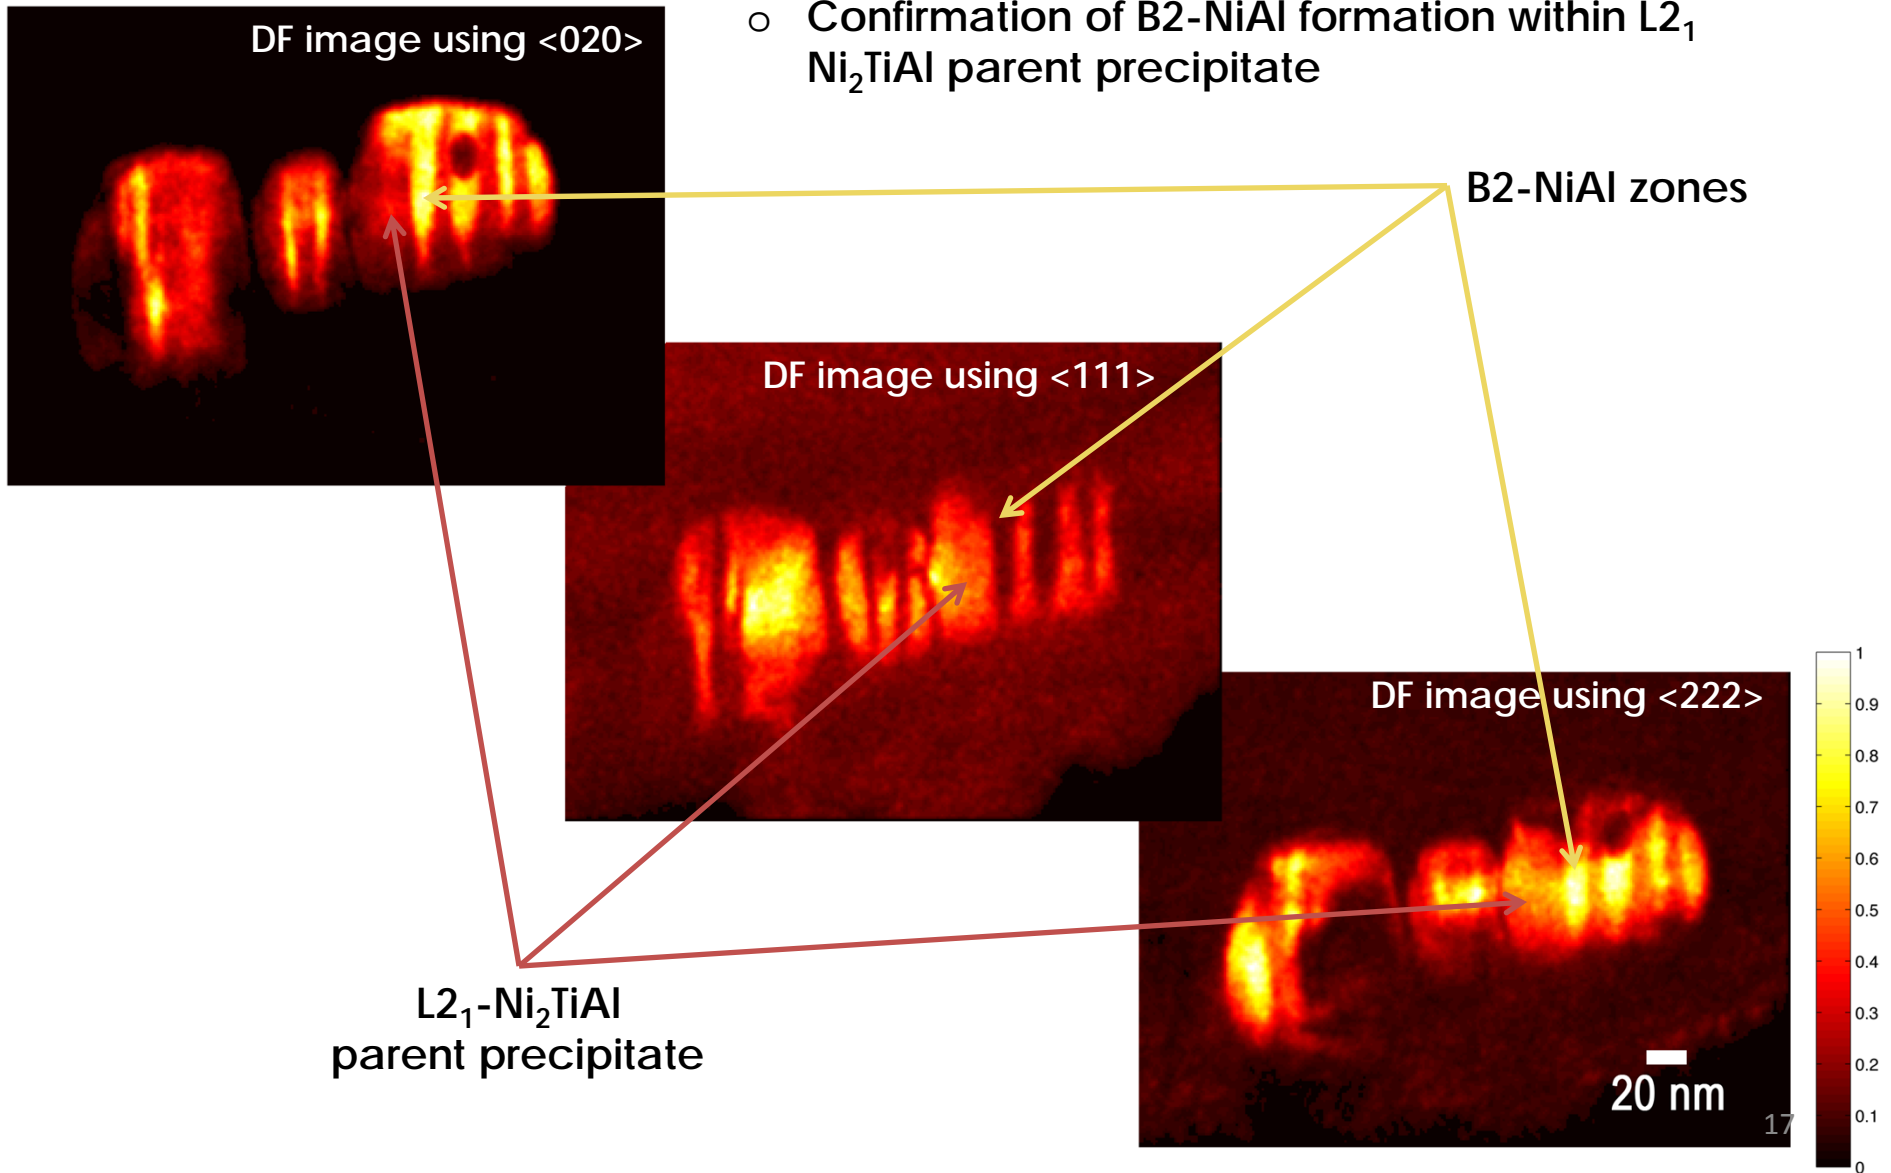 ○ Confirmation of B2-NiAl formation within L2₁
Ni₂TiAl parent precipitate
DF image using <020>
B2-NiAl zones
DF image using <111>
DF image using <222>
L2₁-Ni₂TiAl
parent precipitate
20 nm
17
1
0.9
0.8
0.7
0.6
0.5
0.4
0.3
0.2
0.1
0